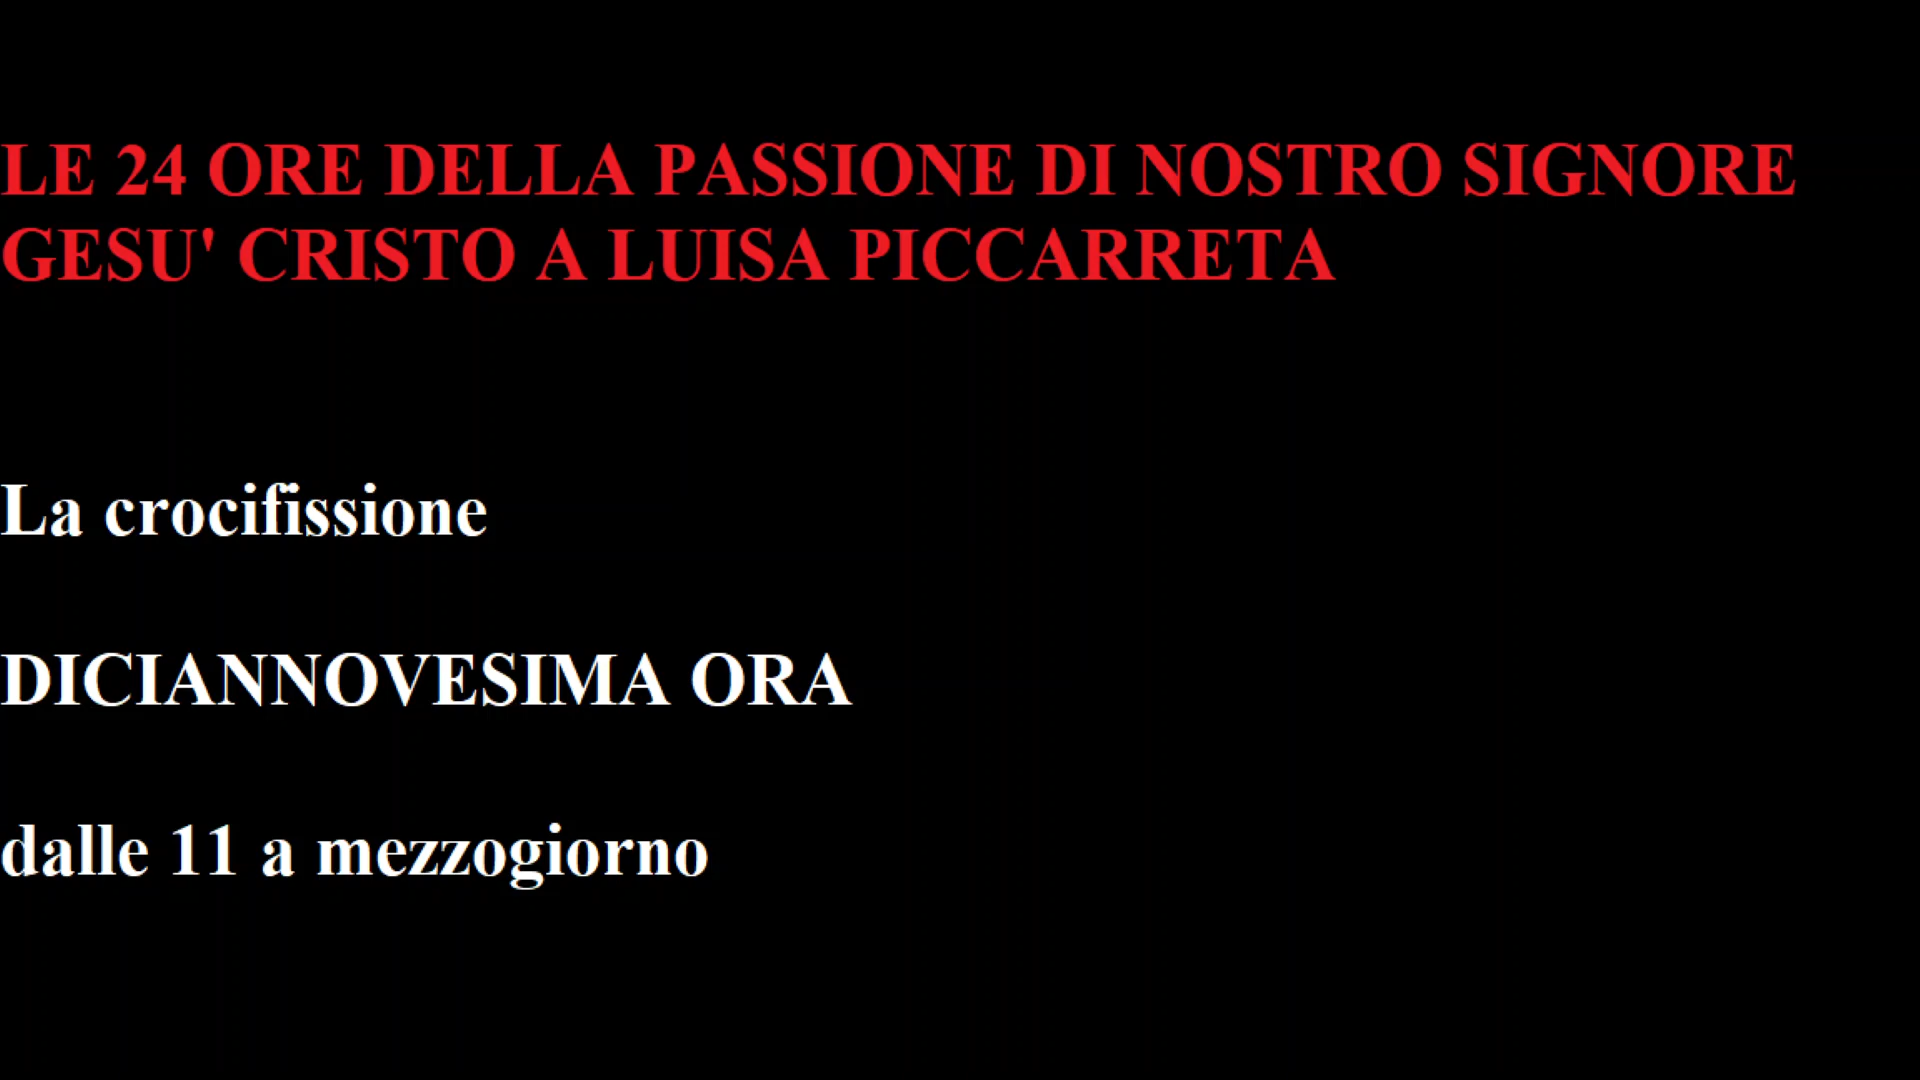 LE 24 ORE DELLA PASSIONE DI NOSTRO SIGNORE
GESU' CRISTO A LUISA PICCARRETA
La crocifissione
DICIANNOVESIMA ORA
dalle 11 a mezzogiorno